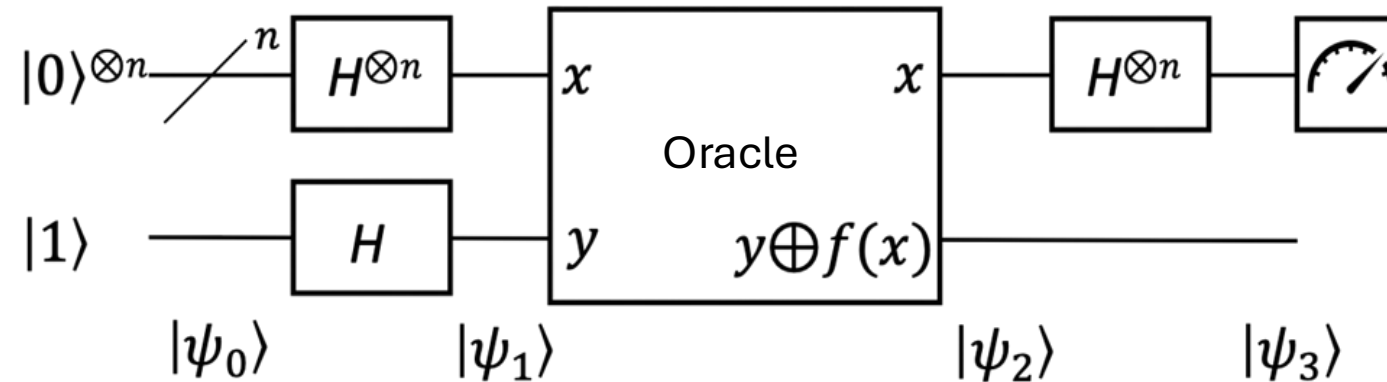 |0⟩⊗n n H⊗n x x H⊗n
Oracle
|1⟩ H y y⊕f(x)
|ψ0⟩ |ψ1⟩ |ψ2⟩ |ψ3⟩